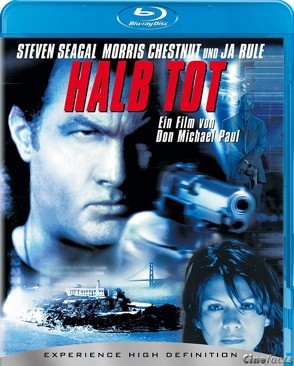 Blu-ray Disc
STEVEN SEAGAL MORRIS CHESTNUT UND JA RULE
HALB TOT
Ein Film von
Don Michael Paul
EXPERIENCE HIGH DEFINITION
Cinefacts